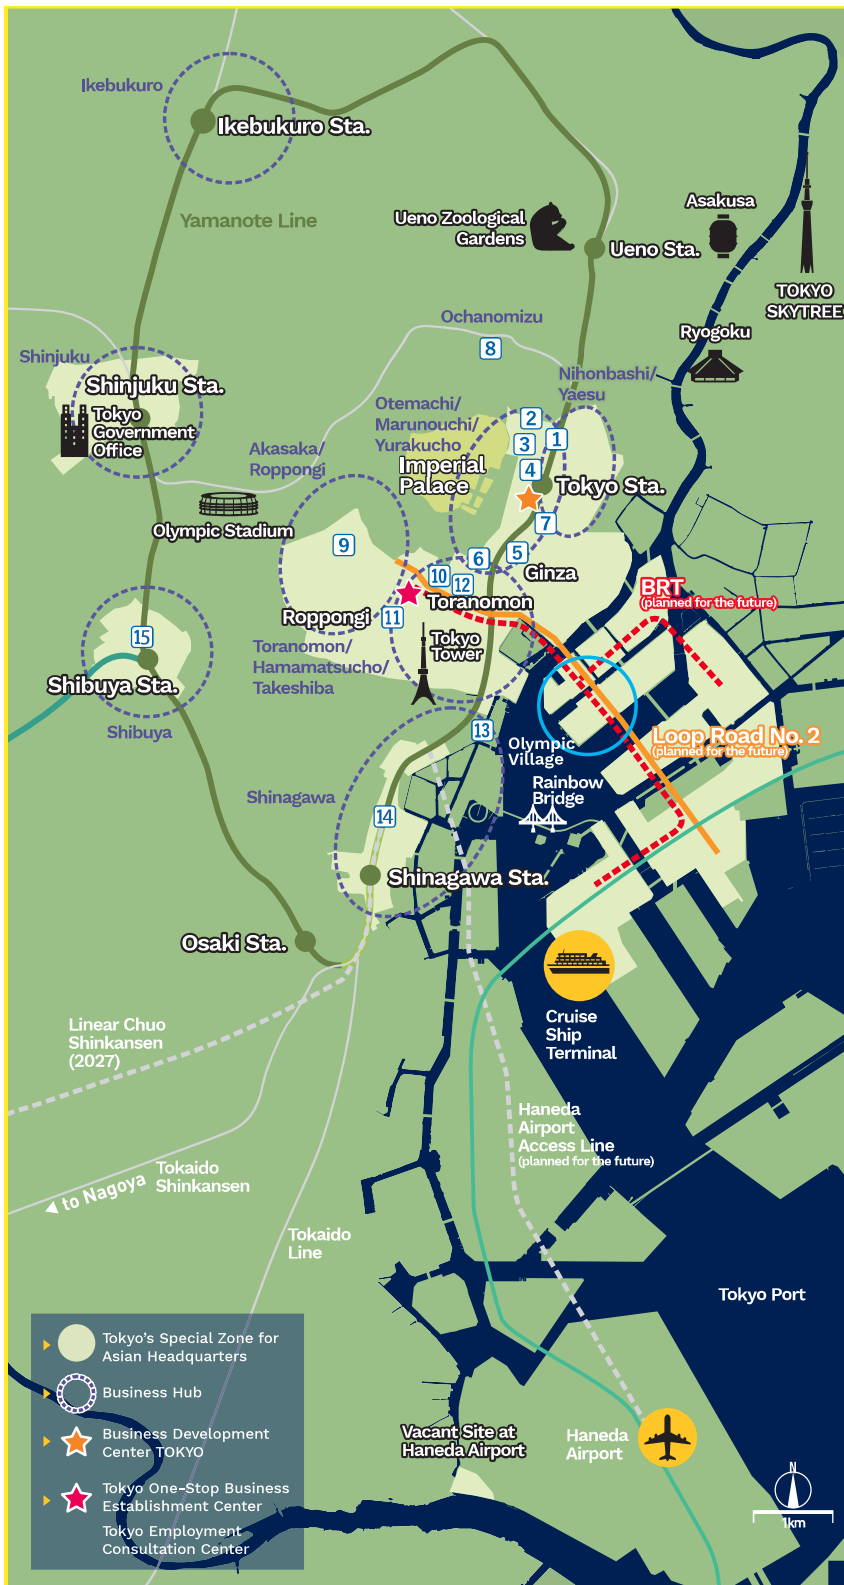 Ikebukuro
Ikebukuro Sta.
Yamanote Line
Ueno Zoological
Gardens
Ueno Sta.
Asakusa
TOKYO
SKYTREE
Ryogoku
Ochanomizu
8
Shinjuku
Shinjuku Sta.
Tokyo
Government
Office
Nihonbashi/
Yaesu
Otemachi/
Marunouchi/
Yurakucho
2
1
3
4
Imperial
Palace
Tokyo Sta.
Akasaka/
Roppongi
Olympic Stadium
7
9
5
6
Ginza
10
12
Toranomon
11
Roppongi
BRT
(planned for the future)
15
Shibuya Sta.
Shibuya
Tokyo
Tower
Toranomon/
Hamamatsucho/
Takeshiba
13
Olympic
Village
Loop Road No. 2
(planned for the future)
Rainbow
Bridge
Shinagawa
14
Shinagawa Sta.
Osaki Sta.
Cruise
Ship
Terminal
Linear Chuo
Shinkansen
(2027)
Haneda
Airport
Access Line
(planned for the future)
Tokaido
Shinkansen
to Nagoya
Tokaido
Line
Tokyo Port
Vacant Site at
Haneda Airport
Haneda
Airport
N
1km
Tokyo's Special Zone for
Asian Headquarters
Business Hub
Business Development
Center TOKYO
Tokyo One-Stop Business
Establishment Center
Tokyo Employment
Consultation Center